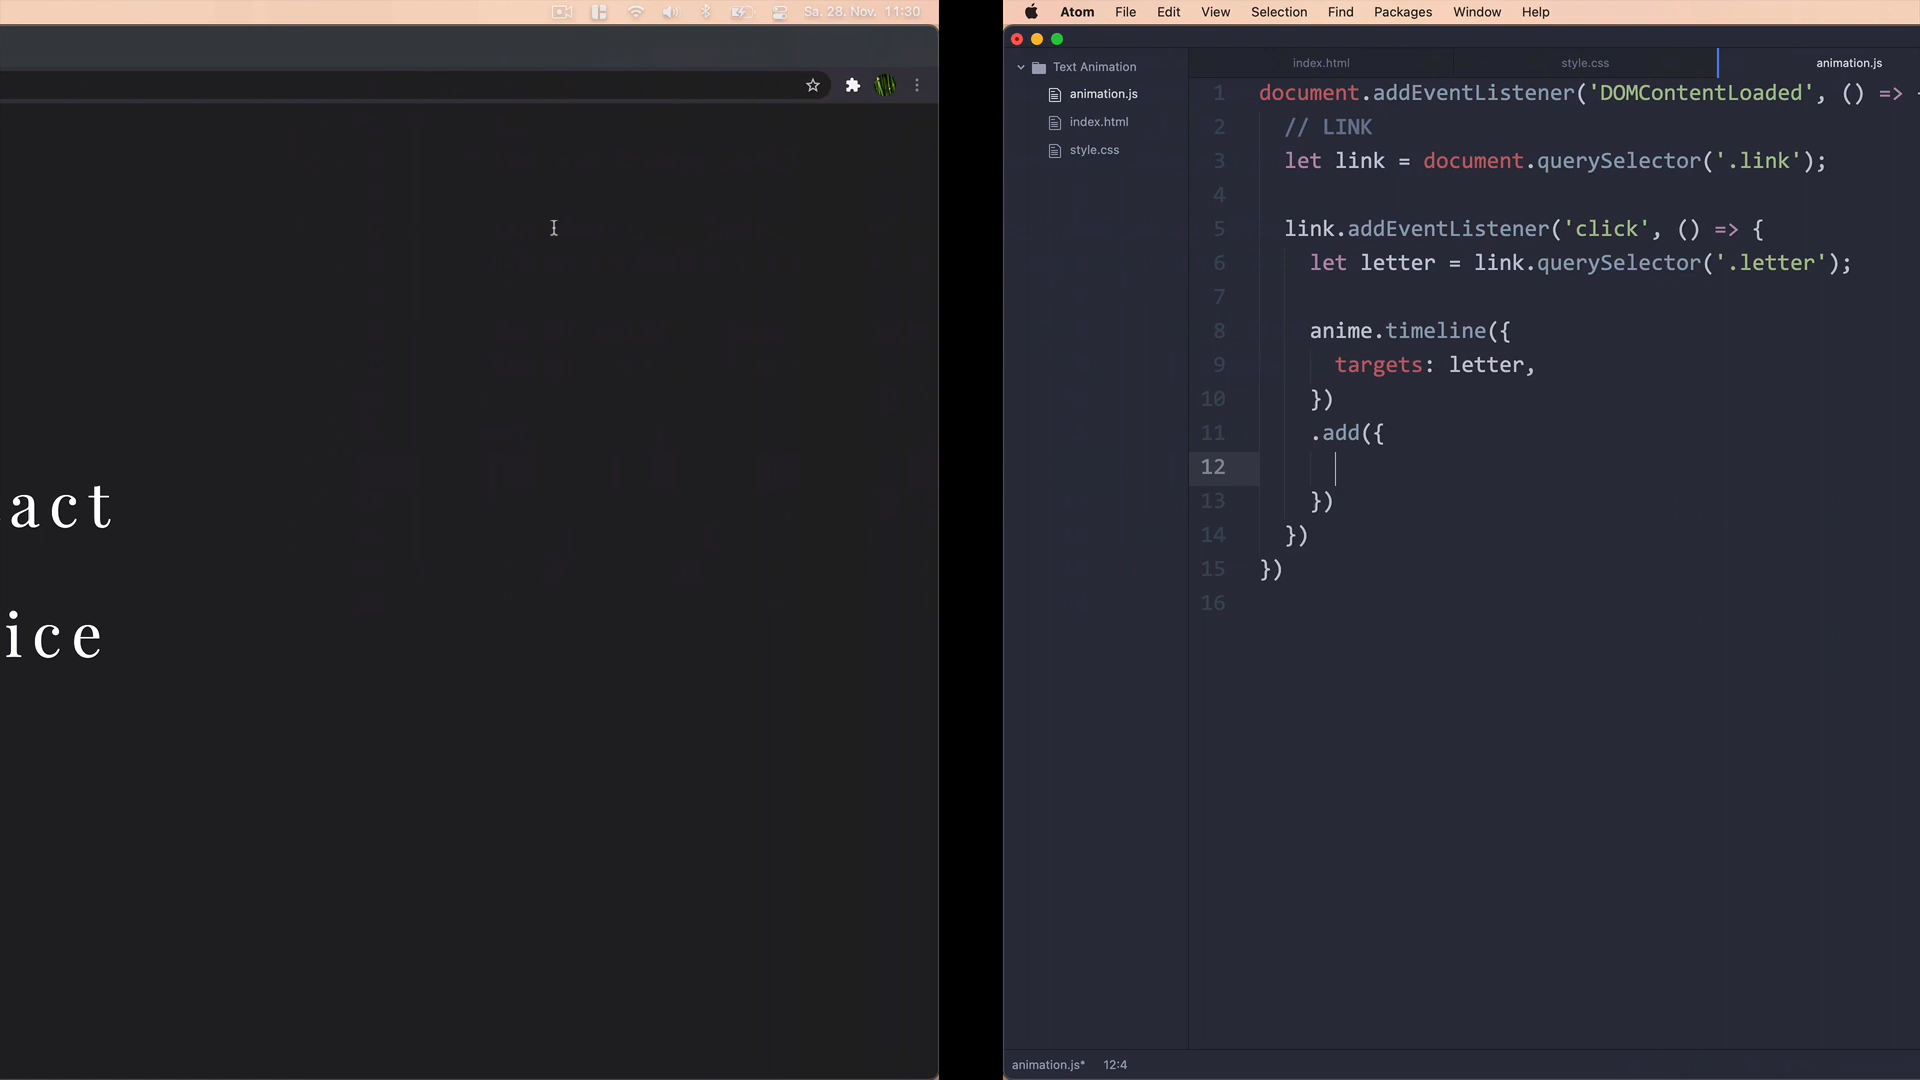 Sa. 28. Nov. 11:30
act
ice
Atom File Edit View Selection Find Packages Window Help
Text Animation
animation.js
index.html
style.css
index.html style.css animation.js
1 document.addEventListener('DOMContentLoaded', () =>
2 // LINK
3 let link = document.querySelector('.link');
4
5 link.addEventListener('click', () => {
6 let letter = link.querySelector('.letter');
7
8 anime.timeline({
9 targets: letter,
10 })
11 .add({
12
13 })
14 })
15 })
16
animation.js* 12:4